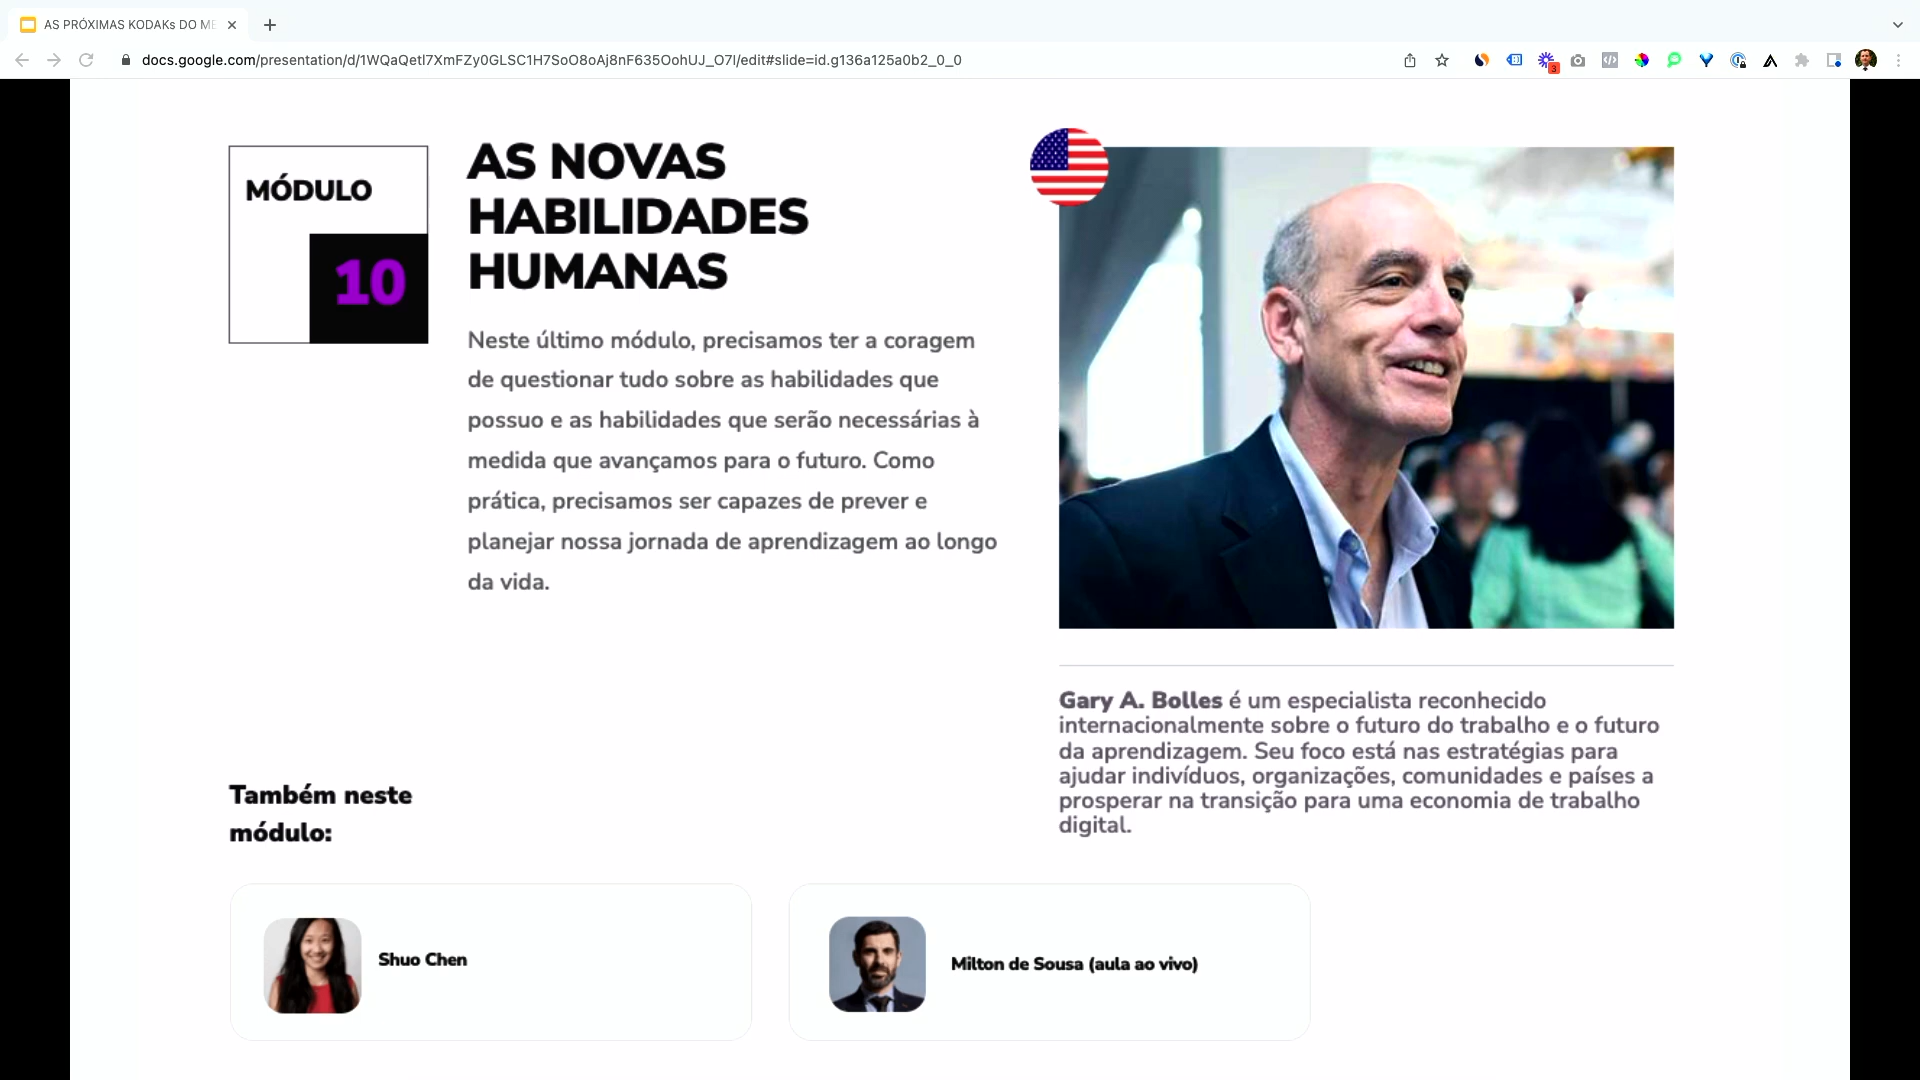 AS PRÓXIMAS KODAKs DO ME
docs.google.com/presentation/d/1WQaQetl7XmFZy0GLSC1H7SoO8oAj8nF635OohUJ_O7I/edit#slide=id.g136a125a0b2_0_0
3
MÓDULO
10
AS NOVAS
HABILIDADES
HUMANAS
Neste último módulo, precisamos ter a coragem
de questionar tudo sobre as habilidades que
possuo e as habilidades que serão necessárias à
medida que avançamos para o futuro. Como
prática, precisamos ser capazes de prever e
planejar nossa jornada de aprendizagem ao longo
da vida.
Gary A. Bolles é um especialista reconhecido
internacionalmente sobre o futuro do trabalho e o futuro
da aprendizagem. Seu foco está nas estratégias para
ajudar indivíduos, organizações, comunidades e países a
prosperar na transição para uma economia de trabalho
digital.
Também neste
módulo:
Shuo Chen
Milton de Sousa (aula ao vivo)